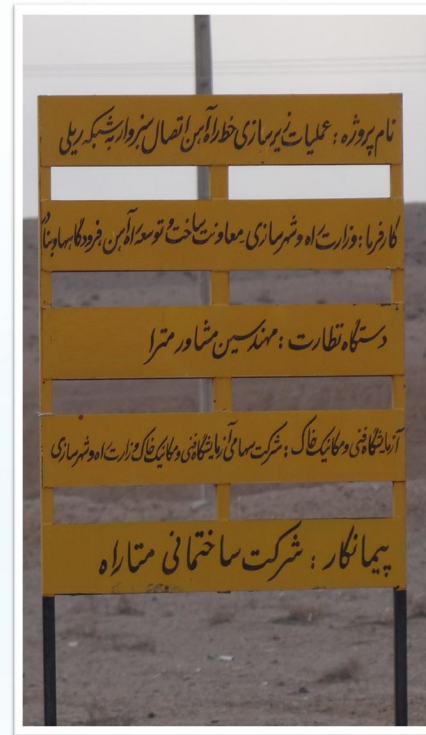 نام پروژه : عملیات زیرسازی خط راه آهن اتصال سبزوار به شبکه ریلی
کارفرما : وزارت راه و شهرسازی معاونت ساخت و توسعه راه آهن فرودگاهها و بنادر
دستگاه نظارت : مهندسین مشاور مترا
آزمایشگاه فنی و مکانیک خاک : شرکت سهامی آزمایشگاه فنی و مکانیک خاک وزارت راه و شهرسازی
پیمانکار : شرکت ساختمانی متاراه